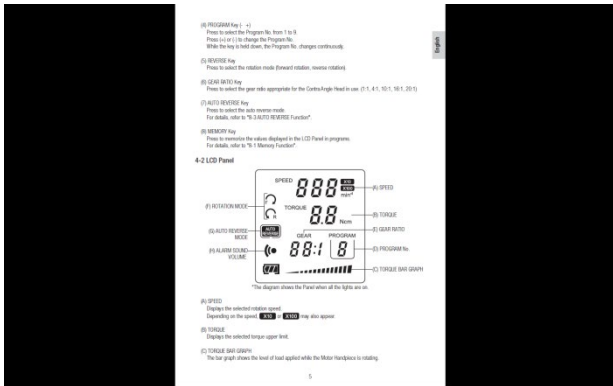 (4) PROGRAM Key (- +)
Press to select the Program No. from 1 to 9.
Press (+) or (-) to change the Program No.
While the key is held down, the Program No. changes continuously.
English
(5) REVERSE Key
Press to select the rotation mode (forward rotation, reverse rotation).
(6) GEAR RATIO Key
Press to select the gear ratio appropriate for the Contra Angle Head in use. (1:1, 4:1, 10:1, 16:1, 20:1)
(7) AUTO REVERSE Key
Press to select the auto reverse mode.
For details, refer to "6-3 AUTO REVERSE Function".
(8) MEMORY Key
Press to memorize the values displayed in the LCD Panel in programs.
For details, refer to "6-1 Memory Function".
4-2 LCD Panel
SPEED 888 X10 X100 min-1
(A) SPEED
(F) ROTATION MODE
F
R
TORQUE 8.8 Ncm
(B) TORQUE
(E) GEAR RATIO
(G) AUTO REVERSE MODE
AUTO REVERSE
GEAR PROGRAM
88:1 8
(D) PROGRAM No.
(H) ALARM SOUND VOLUME
(C) TORQUE BAR GRAPH
*The diagram shows the Panel when all the lights are on.
(A) SPEED
Displays the selected rotation speed.
Depending on the speed, X10 or X100 may also appear.
(B) TORQUE
Displays the selected torque upper limit.
(C) TORQUE BAR GRAPH
The bar graph shows the level of load applied while the Motor Handpiece is rotating.
5